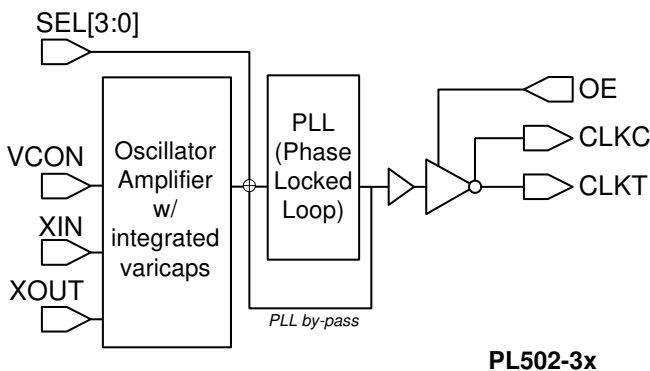 SEL[3:0]
VCON
XIN
XOUT
Oscillator
Amplifier
w/
integrated
varicaps
PLL
(Phase
Locked
Loop)
OE
CLKC
CLKT
PLL by-pass
PL502-3x